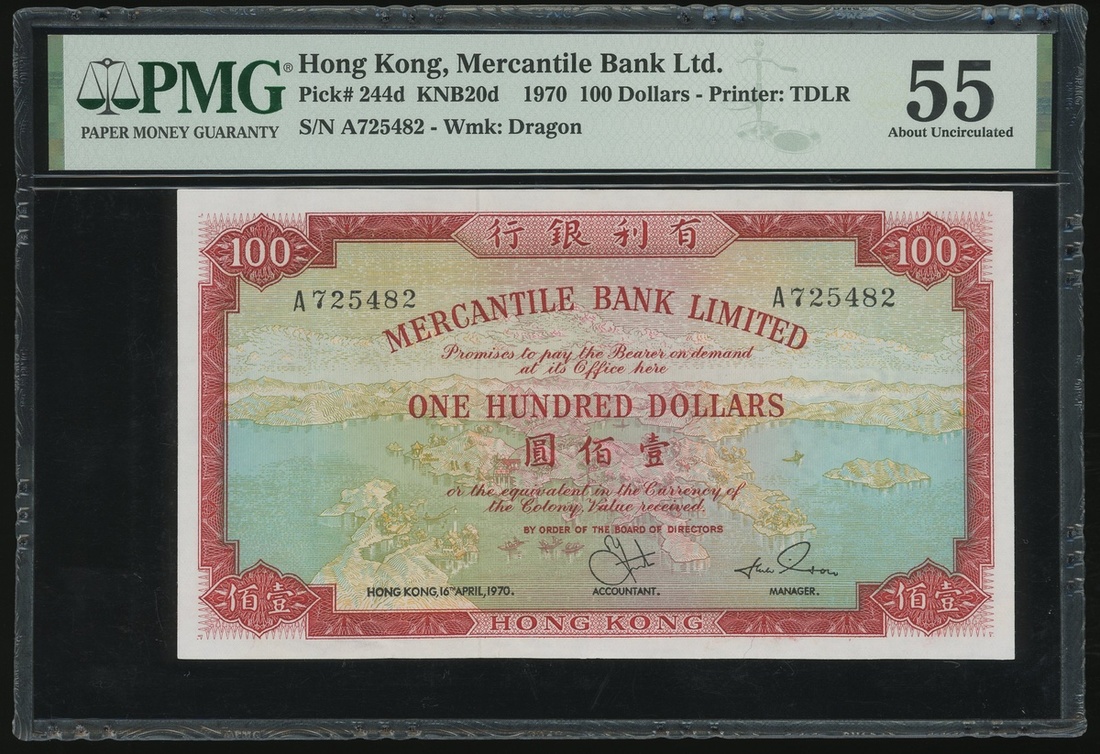 PMG®
PAPER MONEY GUARANTY
Hong Kong, Mercantile Bank Ltd.
Pick# 244d KNB20d 1970 100 Dollars - Printer: TDLR
S/N A725482 - Wmk: Dragon
55
About Uncirculated
行銀利有
100
100
A725482
A725482
MERCANTILE BANK LIMITED
Promises to pay the Bearer on demand
at its Office here
ONE HUNDRED DOLLARS
圓佰壹
or the equivalent in the Currency of
the Colony, Value received.
BY ORDER OF THE BOARD OF DIRECTORS
HONG KONG, 16TH APRIL, 1970.
ACCOUNTANT.
MANAGER.
佰壹
佰壹
HONG KONG